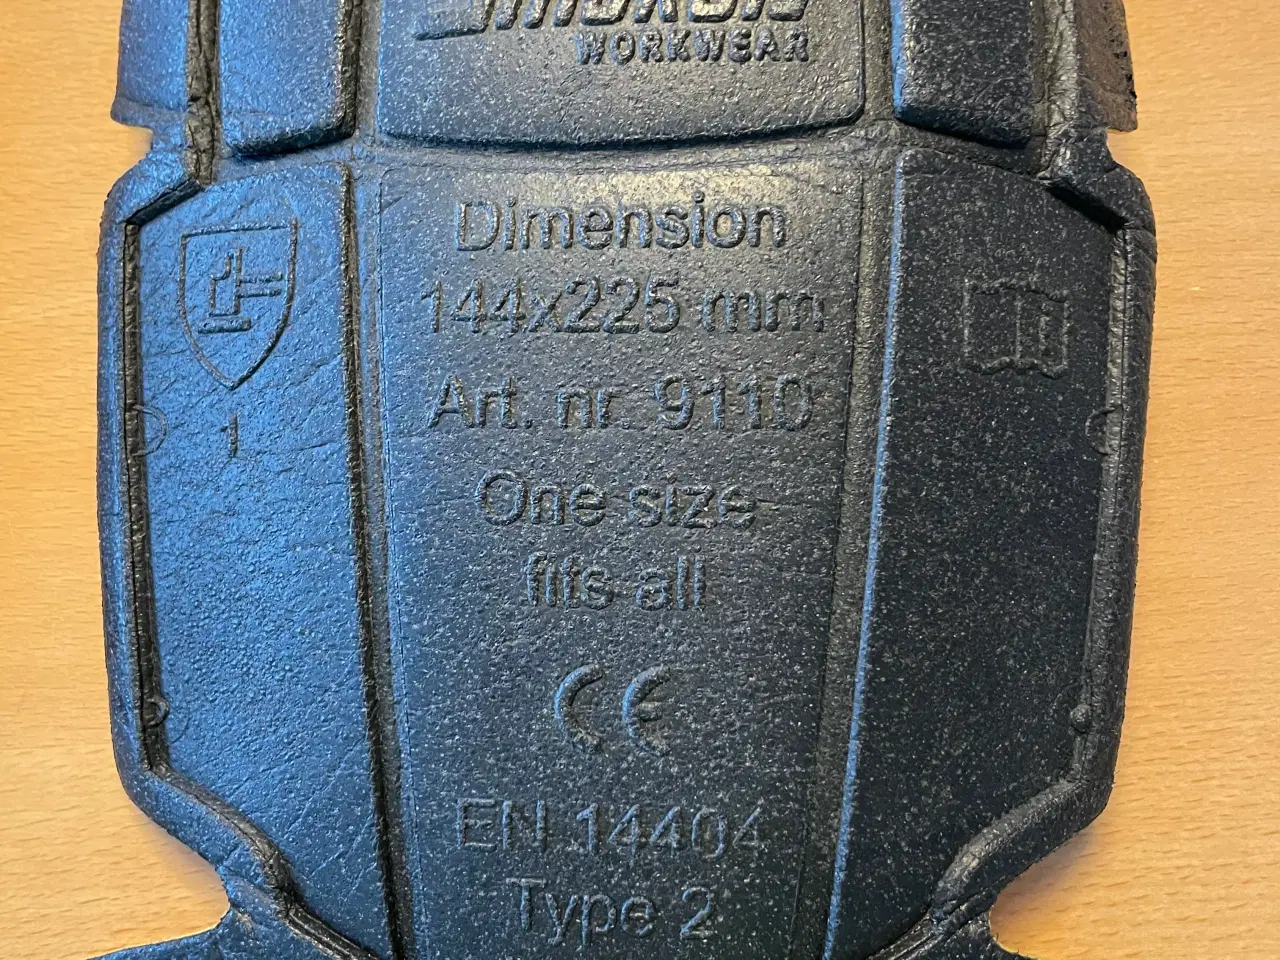 WORKWEAR
Dimension
144x225 mm
Art. nr. 9110
1
One size
fits all
CE
EN 14404
Type 2